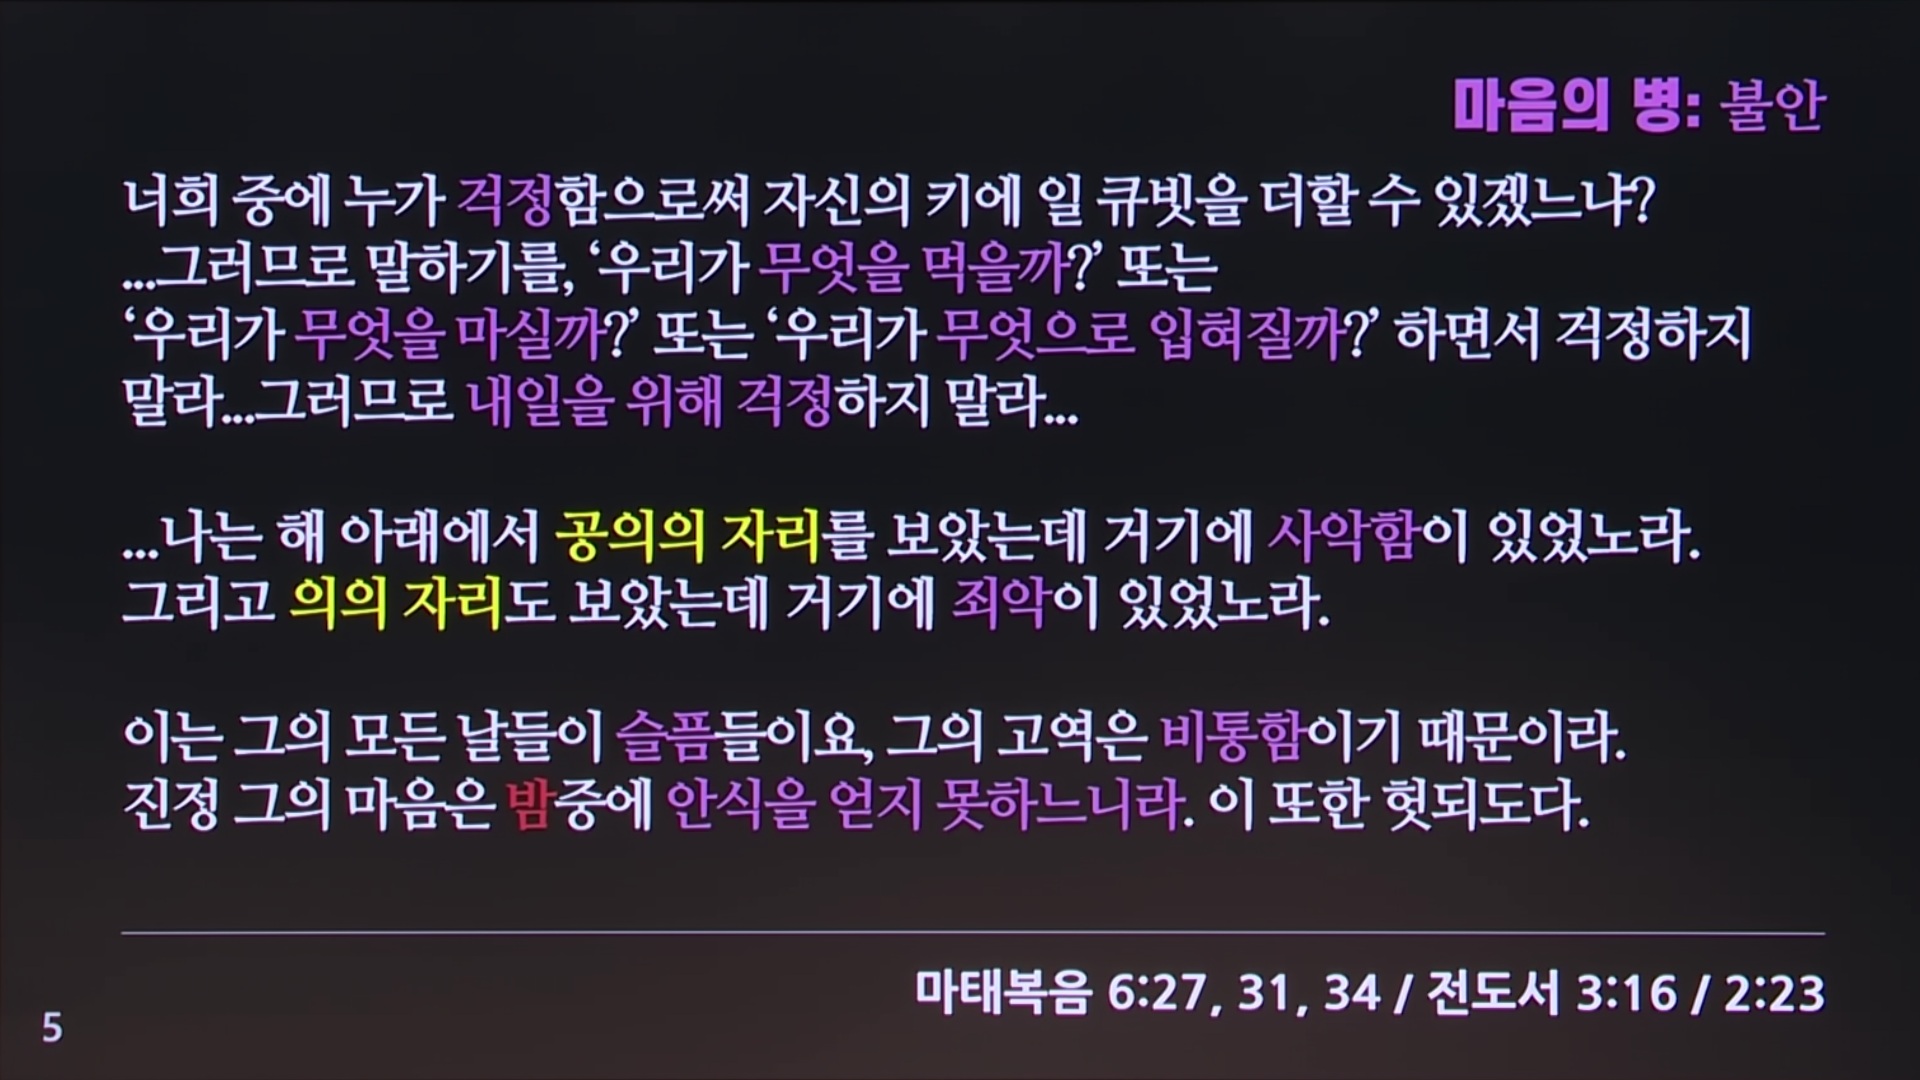 마음의 병: 불안
너희 중에 누가 걱정함으로써 자신의 키에 일 큐빗을 더할 수 있겠느냐?
...그러므로 말하기를, ‘우리가 무엇을 먹을까?’ 또는
‘우리가 무엇을 마실까?’ 또는 ‘우리가 무엇으로 입혀질까?’ 하면서 걱정하지
말라...그러므로 내일을 위해 걱정하지 말라...
...나는 해 아래에서 공의의 자리를 보았는데 거기에 사악함이 있었노라.
그리고 의의 자리도 보았는데 거기에 죄악이 있었노라.
이는 그의 모든 날들이 슬픔들이요, 그의 고역은 비통함이기 때문이라.
진정 그의 마음은 밤중에 안식을 얻지 못하느니라. 이 또한 헛되도다.
마태복음 6:27, 31, 34 / 전도서 3:16 / 2:23
5